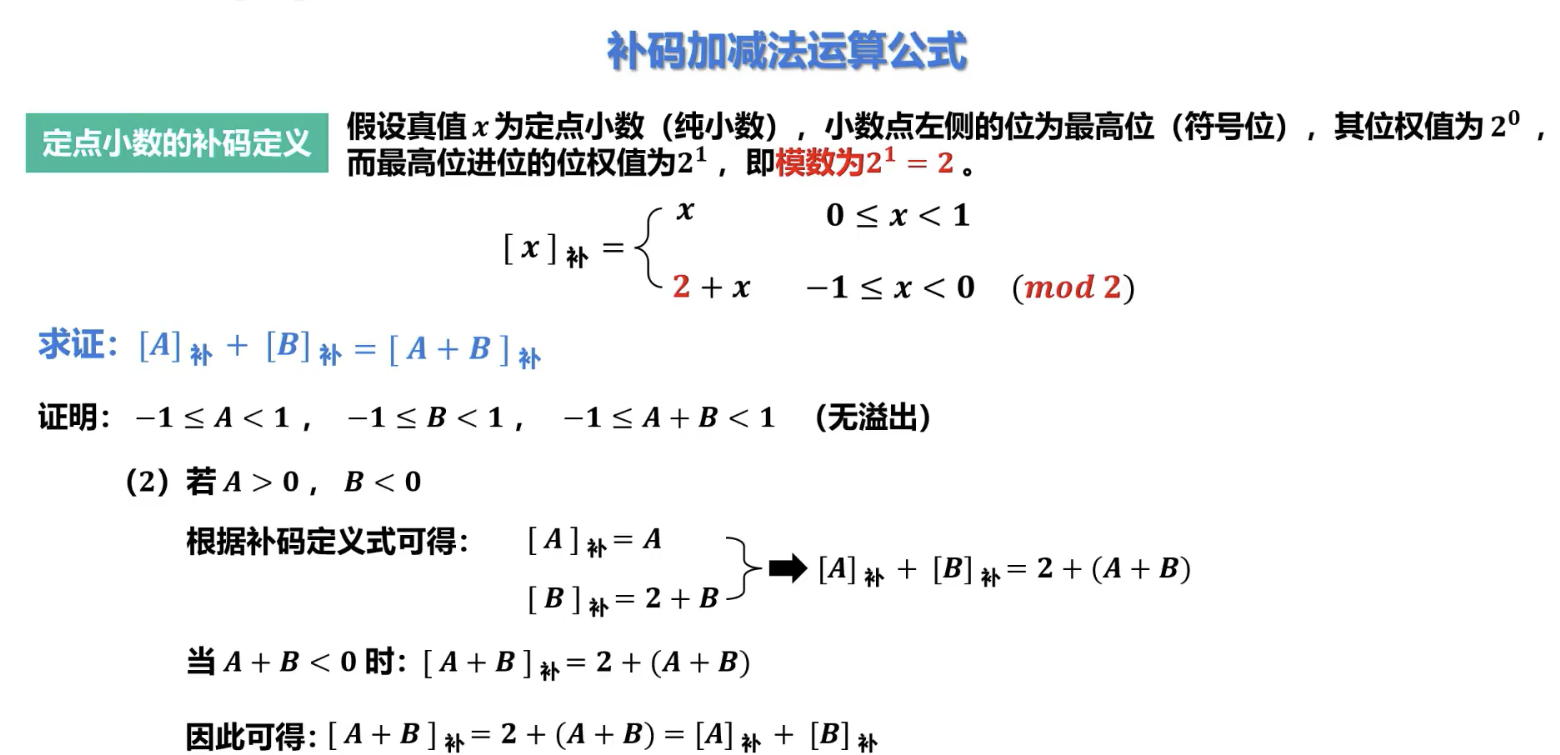 补码加减法运算公式
定点小数的补码定义
假设真值 x 为定点小数（纯小数），小数点左侧的位为最高位（符号位），其位权值为 2⁰ ，
而最高位进位的位权值为2¹ ，即模数为2¹ = 2 。
[ x ]补 = { x 0 ≤ x < 1
2 + x −1 ≤ x < 0 (mod 2)
求证：[A]补 + [B]补 = [ A + B ]补
证明： −1 ≤ A < 1 ， −1 ≤ B < 1 ， −1 ≤ A + B < 1 （无溢出）
（2）若 A > 0 ， B < 0
根据补码定义式可得： [ A ]补 = A
[ B ]补 = 2 + B
[A]补 + [B]补 = 2 + (A + B)
当 A + B < 0 时：[ A + B ]补 = 2 + (A + B)
因此可得：[ A + B ]补 = 2 + (A + B) = [A]补 + [B]补